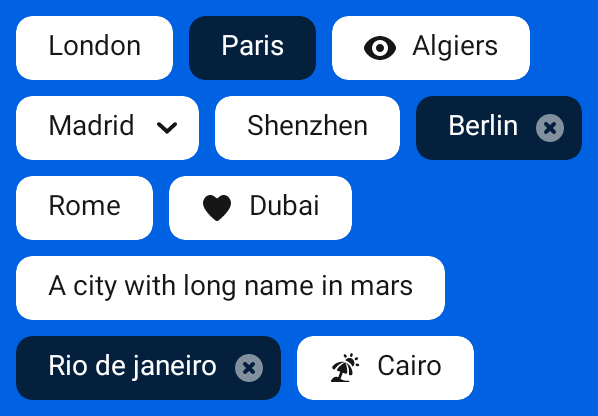 London Paris Algiers
Madrid Shenzhen Berlin
Rome Dubai
A city with long name in mars
Rio de janeiro Cairo